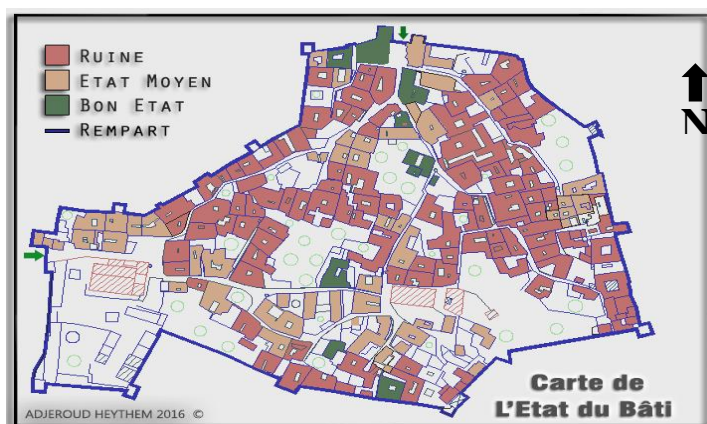 RUINE
ETAT MOYEN
BON ETAT
REMPART
N
Carte de
L'Etat du Bâti
ADJEROUD HEYTHEM 2016 ©